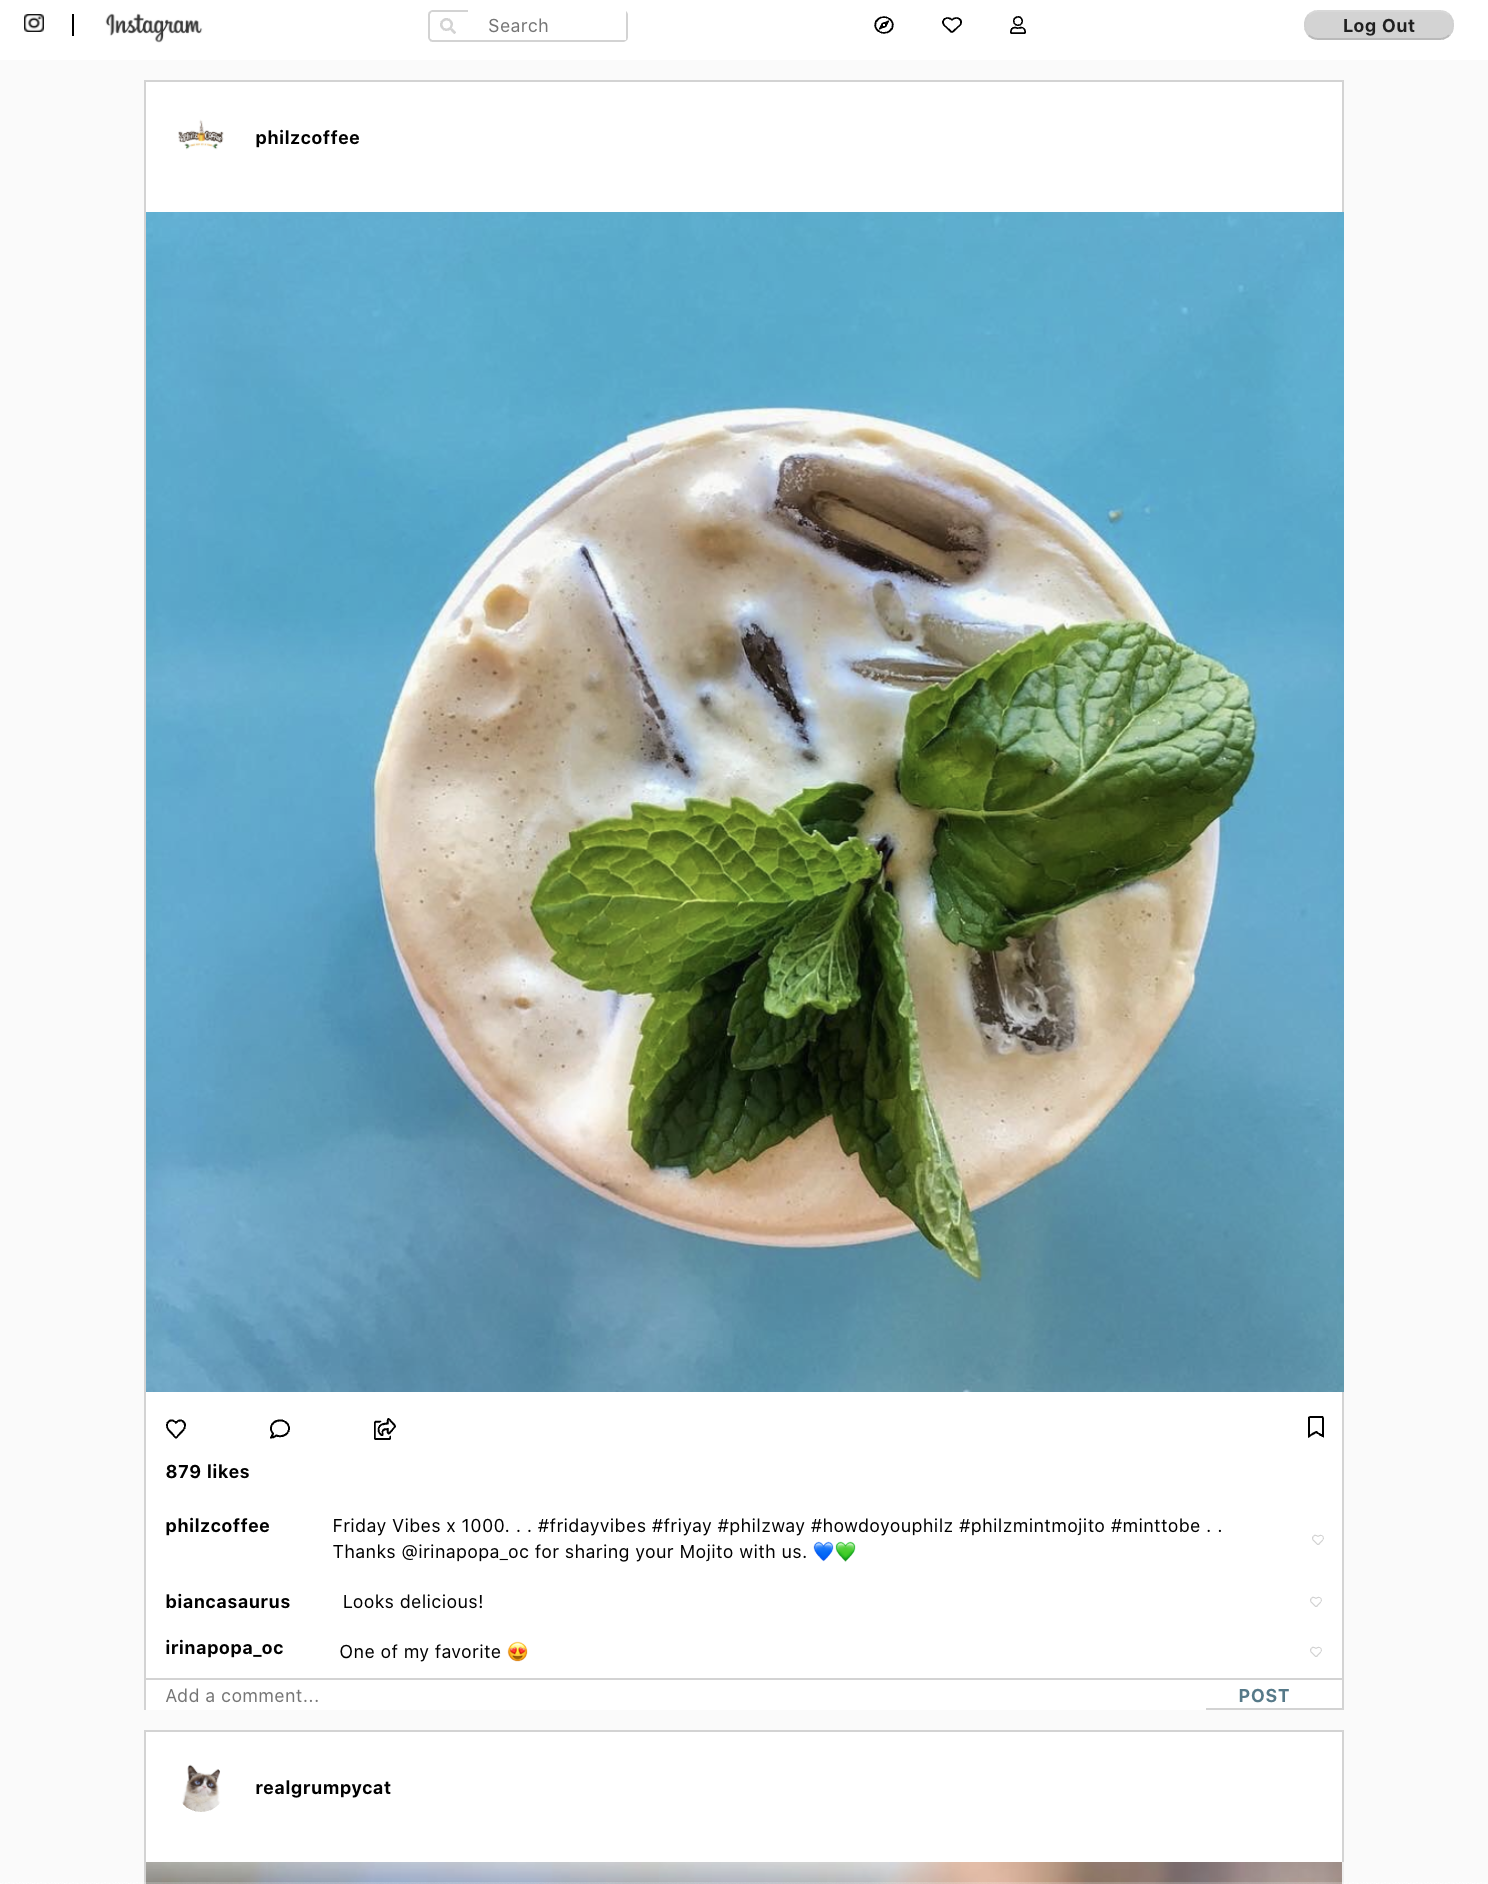 Instagram
Search
Log Out
philzcoffee
879 likes
philzcoffee
Friday Vibes x 1000. . . #fridayvibes #friyay #philzway #howdoyouphilz #philzmintmojito #minttobe . .
Thanks @irinapopa_oc for sharing your Mojito with us. 💙💚
biancasaurus
Looks delicious!
irinapopa_oc
One of my favorite 😍
Add a comment...
POST
realgrumpycat